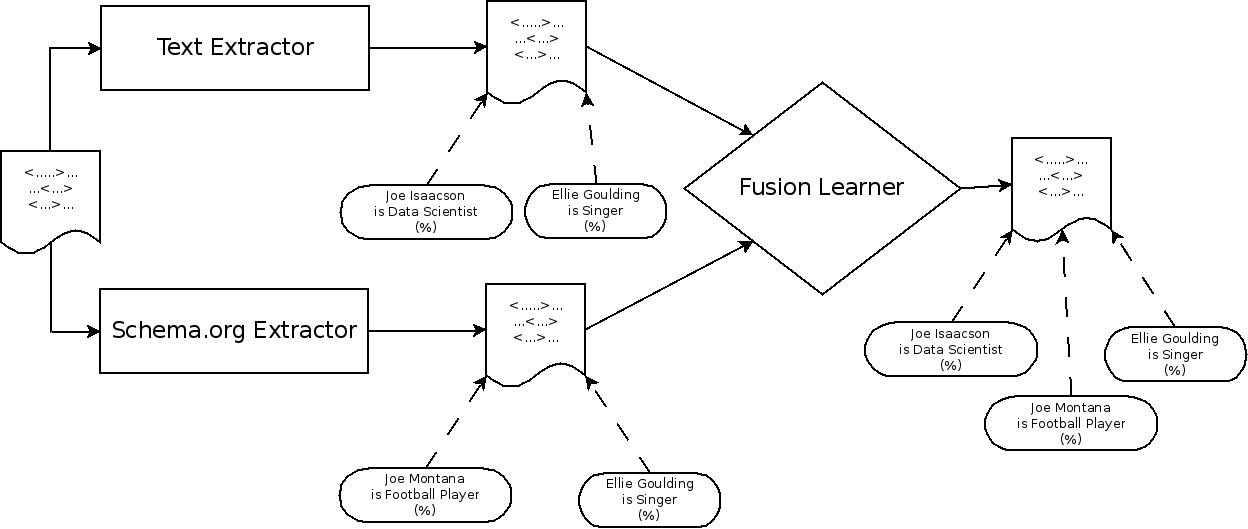 Text Extractor
<.....>...
...<...>
<...>...
Joe Isaacson
is Data Scientist
(%)
Ellie Goulding
is Singer
(%)
<.....>...
...<...>
<...>...
Fusion Learner
<.....>...
...<...>
<...>...
Schema.org Extractor
<.....>...
...<...>
<...>...
Joe Montana
is Football Player
(%)
Ellie Goulding
is Singer
(%)
Joe Isaacson
is Data Scientist
(%)
Joe Montana
is Football Player
(%)
Ellie Goulding
is Singer
(%)